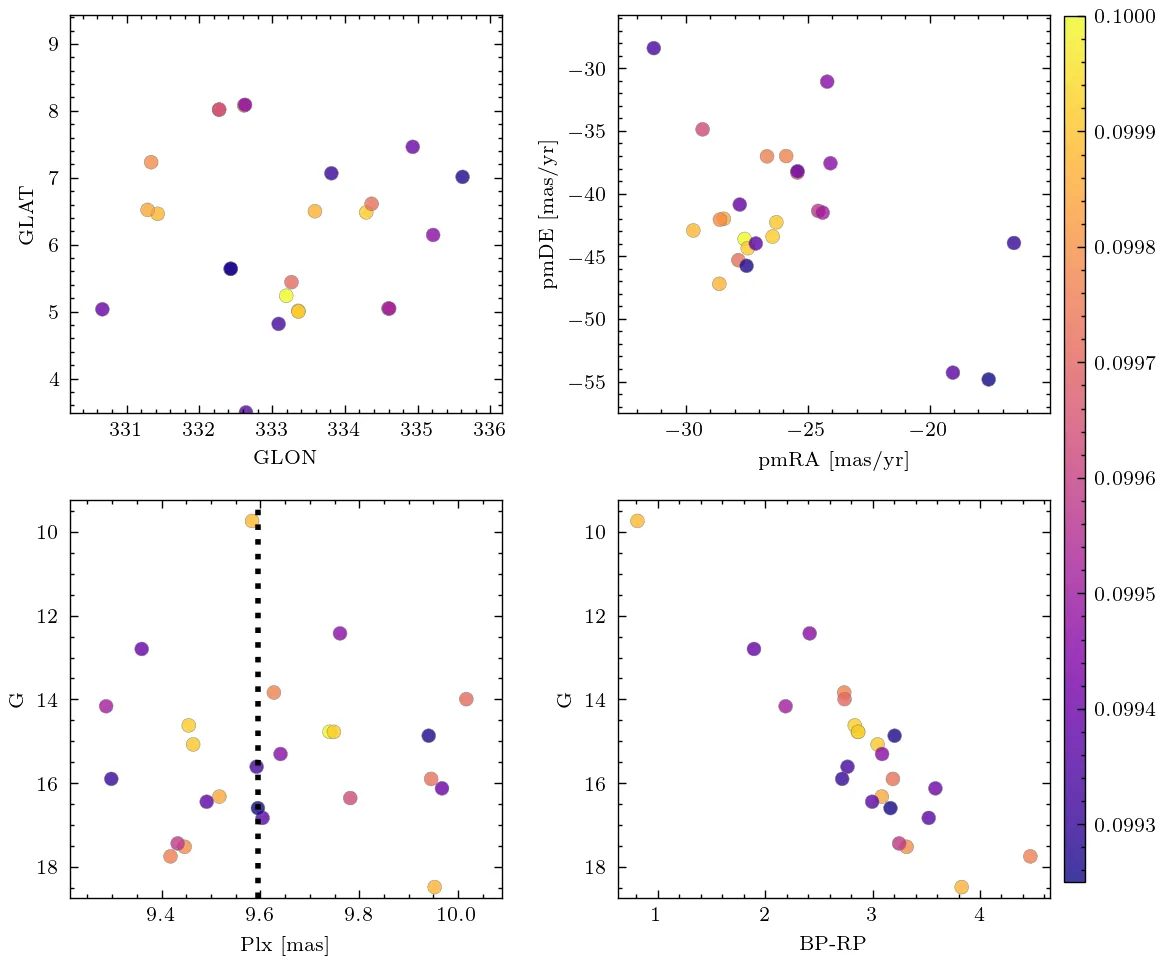 9
8
7
6
5
4
GLAT
331 332 333 334 335 336
GLON
−30
−35
−40
−45
−50
−55
pmDE [mas/yr]
−30 −25 −20
pmRA [mas/yr]
10
12
14
16
18
G
9.4 9.6 9.8 10.0
Plx [mas]
10
12
14
16
18
G
1 2 3 4
BP-RP
0.1000
0.0999
0.0998
0.0997
0.0996
0.0995
0.0994
0.0993